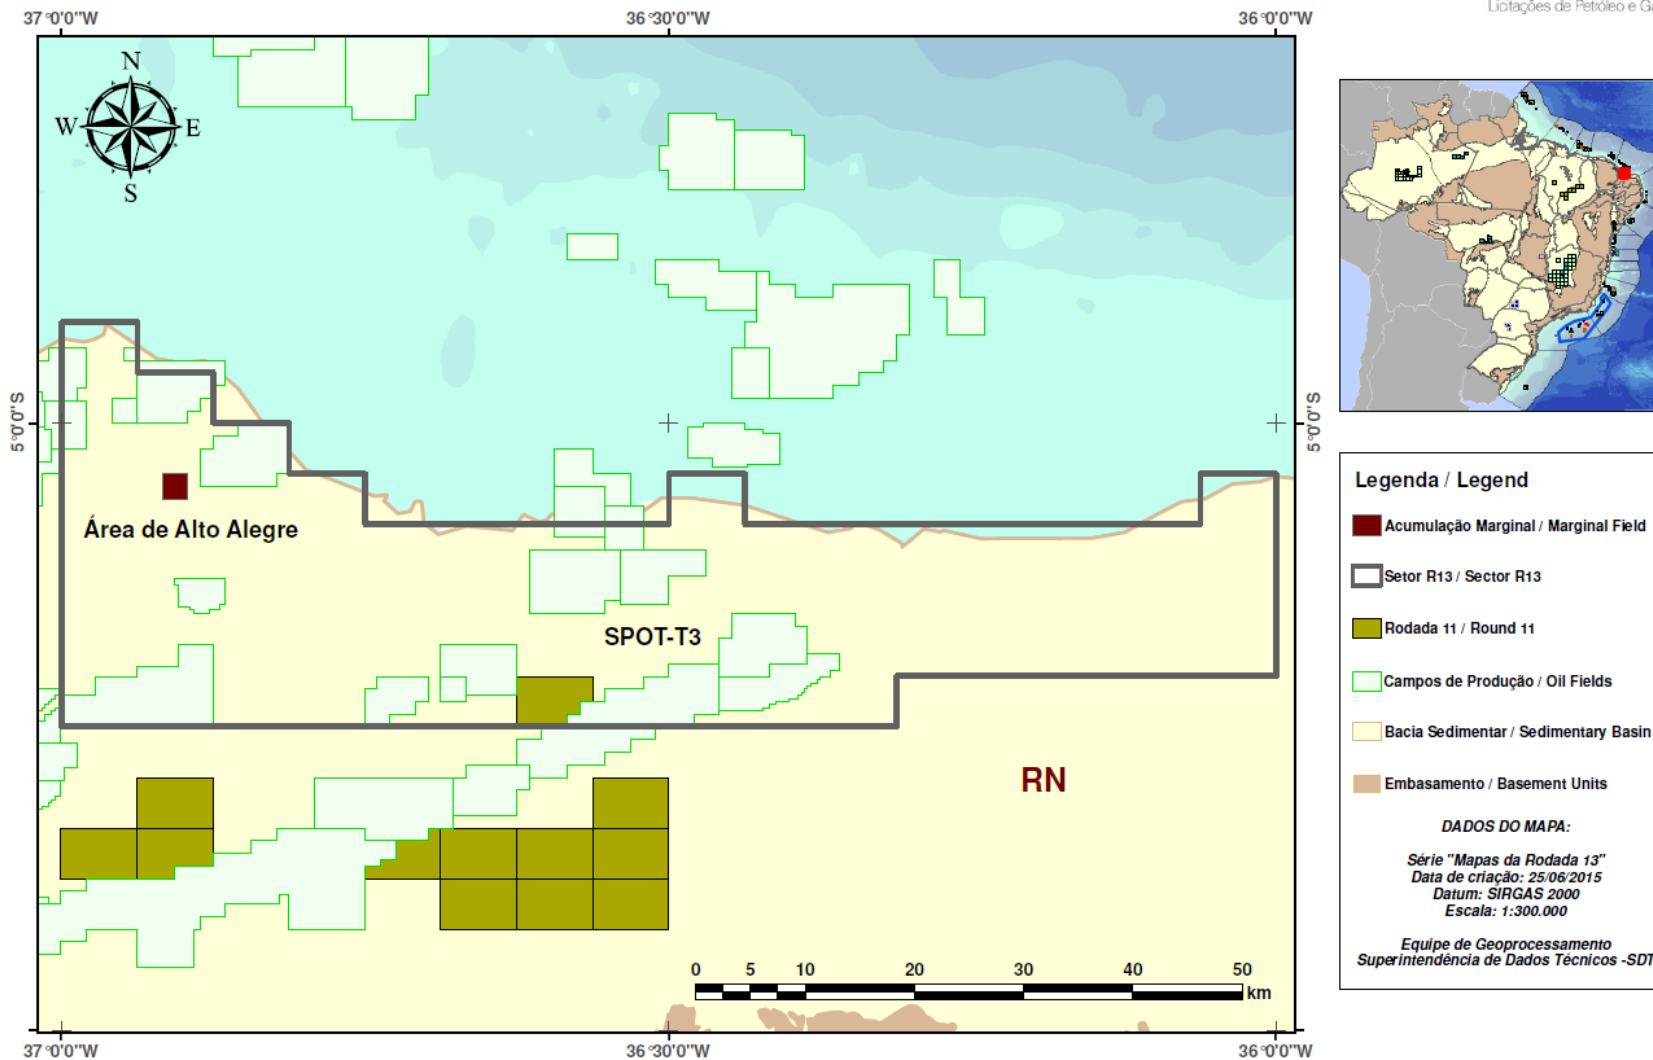 Licitações de Petróleo e
37°0'0"W
36°30'0"W
36°0'0"W
N
W
E
S
5°0'0"S
5°0'0"S
Área de Alto Alegre
SPOT-T3
RN
0 5 10 20 30 40 50
km
37°0'0"W
36°30'0"W
36°0'0"W
Legenda / Legend
Acumulação Marginal / Marginal Field
Setor R13 / Sector R13
Rodada 11 / Round 11
Campos de Produção / Oil Fields
Bacia Sedimentar / Sedimentary Basin
Embasamento / Basement Units
DADOS DO MAPA:
Série "Mapas da Rodada 13"
Data de criação: 25/06/2015
Datum: SIRGAS 2000
Escala: 1:300.000
Equipe de Geoprocessamento
Superintendência de Dados Técnicos -SDT